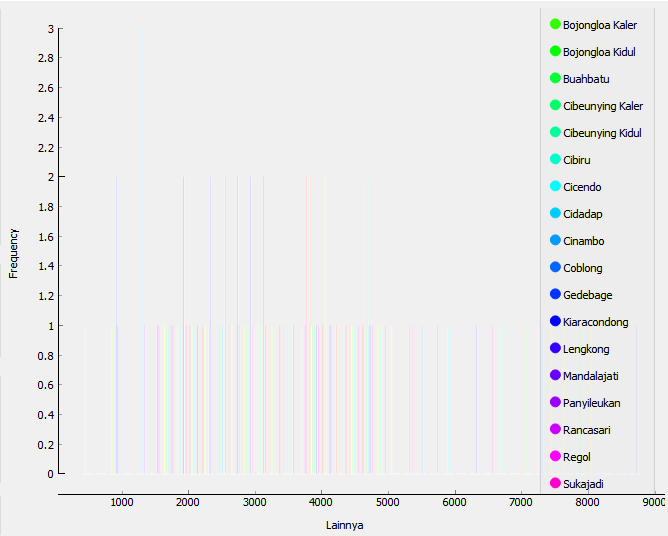 3
2.8
2.6
2.4
2.2
2
1.8
1.6
1.4
1.2
1
0.8
0.6
0.4
0.2
0
Frequency
1000 2000 3000 4000 5000 6000 7000 8000 9000
Lainnya
Bojongloa Kaler
Bojongloa Kidul
Buahbatu
Cibeunying Kaler
Cibeunying Kidul
Cibiru
Cicendo
Cidadap
Cinambo
Coblong
Gedebage
Kiaracondong
Lengkong
Mandalajati
Panyileukan
Rancasari
Regol
Sukajadi